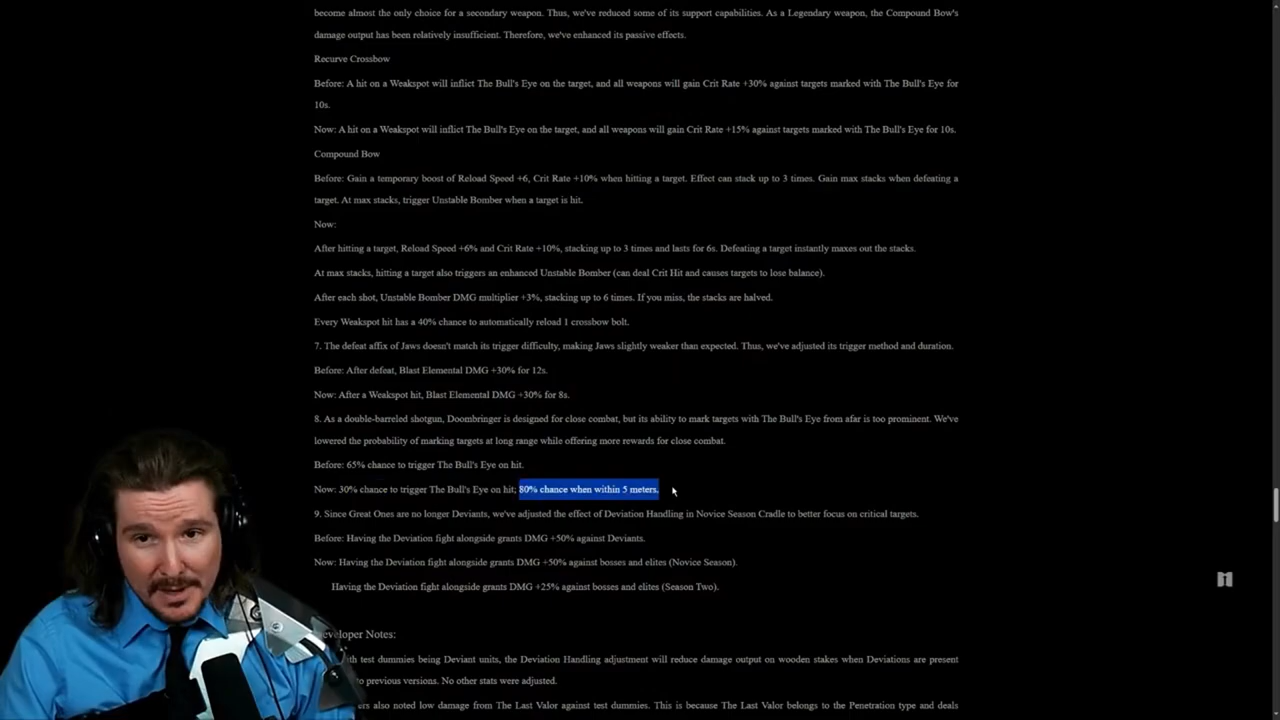 become almost the only choice for a secondary weapon. Thus, we've reduced some of its support capabilities. As a Legendary weapon, the Compound Bow's
damage output has been relatively insufficient. Therefore, we've enhanced its passive effects.
Recurve Crossbow
Before: A hit on a Weakspot will inflict The Bull's Eye on the target, and all weapons will gain Crit Rate +30% against targets marked with The Bull's Eye for
10s.
Now: A hit on a Weakspot will inflict The Bull's Eye on the target, and all weapons will gain Crit Rate +15% against targets marked with The Bull's Eye for 10s.
Compound Bow
Before: Gain a temporary boost of Reload Speed +6, Crit Rate +10% when hitting a target. Effect can stack up to 3 times. Gain max stacks when defeating a
target. At max stacks, trigger Unstable Bomber when a target is hit.
Now:
After hitting a target, Reload Speed +6% and Crit Rate +10%, stacking up to 3 times and lasts for 6s. Defeating a target instantly maxes out the stacks.
At max stacks, hitting a target also triggers an enhanced Unstable Bomber (can deal Crit Hit and causes targets to lose balance).
After each shot, Unstable Bomber DMG multiplier +3%, stacking up to 6 times. If you miss, the stacks are halved.
Every Weakspot hit has a 40% chance to automatically reload 1 crossbow bolt.
7. The defeat affix of Jaws doesn't match its trigger difficulty, making Jaws slightly weaker than expected. Thus, we've adjusted its trigger method and duration.
Before: After defeat, Blast Elemental DMG +30% for 12s.
Now: After a Weakspot hit, Blast Elemental DMG +30% for 8s.
8. As a double-barreled shotgun, Doombringer is designed for close combat, but its ability to mark targets with The Bull's Eye from afar is too prominent. We've
lowered the probability of marking targets at long range while offering more rewards for close combat.
Before: 65% chance to trigger The Bull's Eye on hit.
Now: 30% chance to trigger The Bull's Eye on hit; 80% chance when within 5 meters.
9. Since Great Ones are no longer Deviants, we've adjusted the effect of Deviation Handling in Novice Season Cradle to better focus on critical targets.
Before: Having the Deviation fight alongside grants DMG +50% against Deviants.
Now: Having the Deviation fight alongside grants DMG +50% against bosses and elites (Novice Season).
Having the Deviation fight alongside grants DMG +25% against bosses and elites (Season Two).
veloper Notes:
test dummies being Deviant units, the Deviation Handling adjustment will reduce damage output on wooden stakes when Deviations are present
to previous versions. No other stats were adjusted.
also noted low damage from The Last Valor against test dummies. This is because The Last Valor belongs to the Penetration type and deals